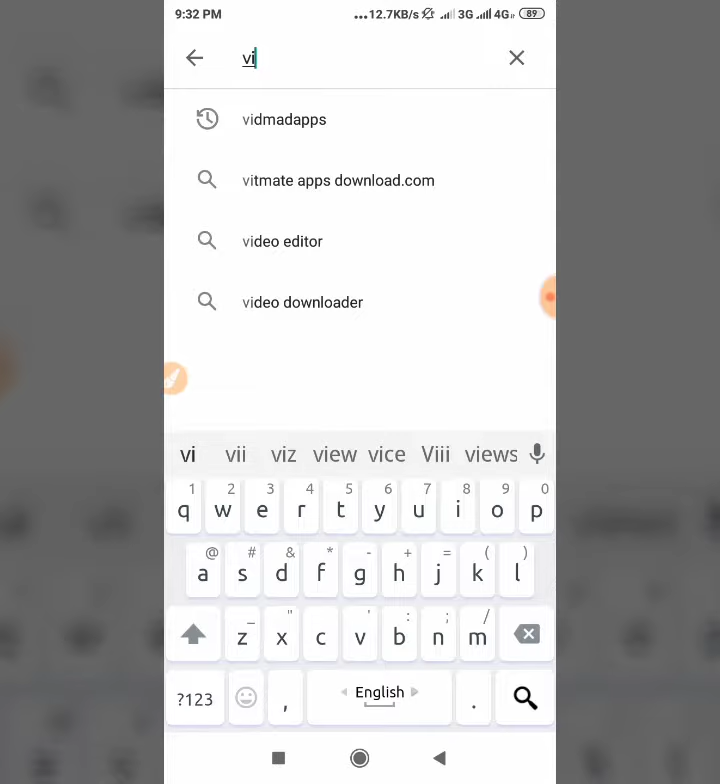 9:32 PM ...12.7KB/s 3G 4G 89
vi
vidmadapps
vitmate apps download.com
video editor
video downloader
vi vii viz view vice Viii views
1 2 3 4 5 6 7 8 9 0
q w e r t y u i o p
@ # & * - + = ( )
a s d f g h j k l
_ " ' : ; /
z x c v b n m
?123 , English .